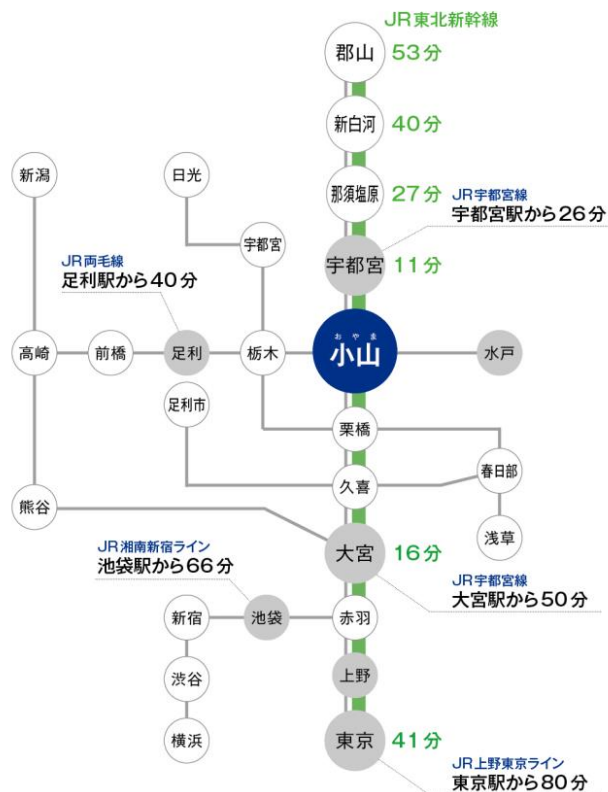 JR東北新幹線
郡山 53分
新白河 40分
新潟
日光
那須塩原 27分
JR宇都宮線
宇都宮駅から26分
宇都宮
宇都宮 11分
JR両毛線
足利駅から40分
高崎
前橋
足利
栃木
おやま
小山
水戸
足利市
栗橋
久喜
春日部
熊谷
浅草
大宮 16分
JR湘南新宿ライン
池袋駅から66分
JR宇都宮線
大宮駅から50分
新宿
池袋
赤羽
渋谷
上野
横浜
東京 41分
JR上野東京ライン
東京駅から80分